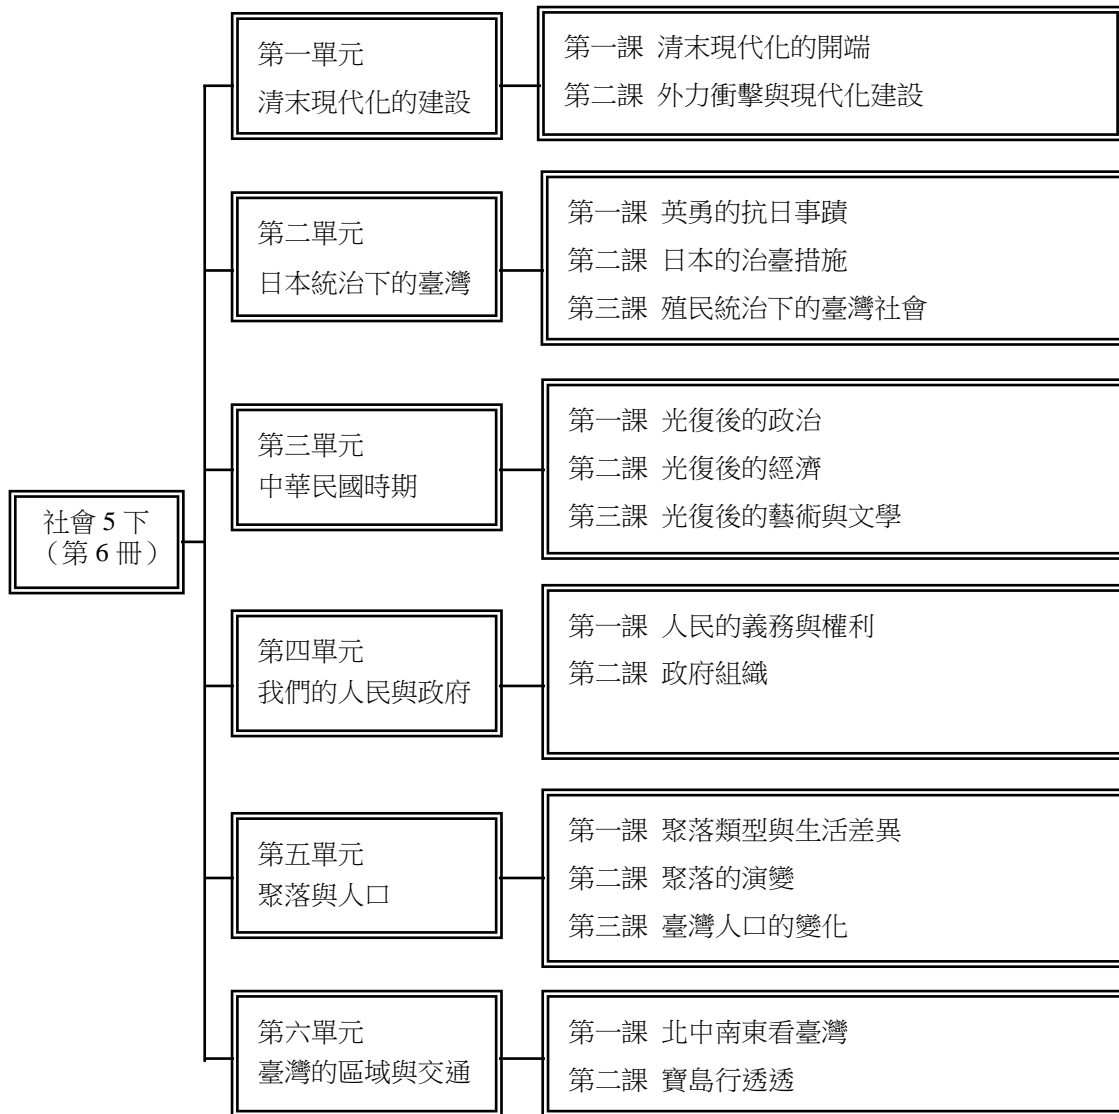 社會 5 下
（第 6 冊）
第一單元
清末現代化的建設
第一課 清末現代化的開端
第二課 外力衝擊與現代化建設
第二單元
日本統治下的臺灣
第一課 英勇的抗日事蹟
第二課 日本的治臺措施
第三課 殖民統治下的臺灣社會
第三單元
中華民國時期
第一課 光復後的政治
第二課 光復後的經濟
第三課 光復後的藝術與文學
第四單元
我們的人民與政府
第一課 人民的義務與權利
第二課 政府組織
第五單元
聚落與人口
第一課 聚落類型與生活差異
第二課 聚落的演變
第三課 臺灣人口的變化
第六單元
臺灣的區域與交通
第一課 北中南東看臺灣
第二課 寶島行透透